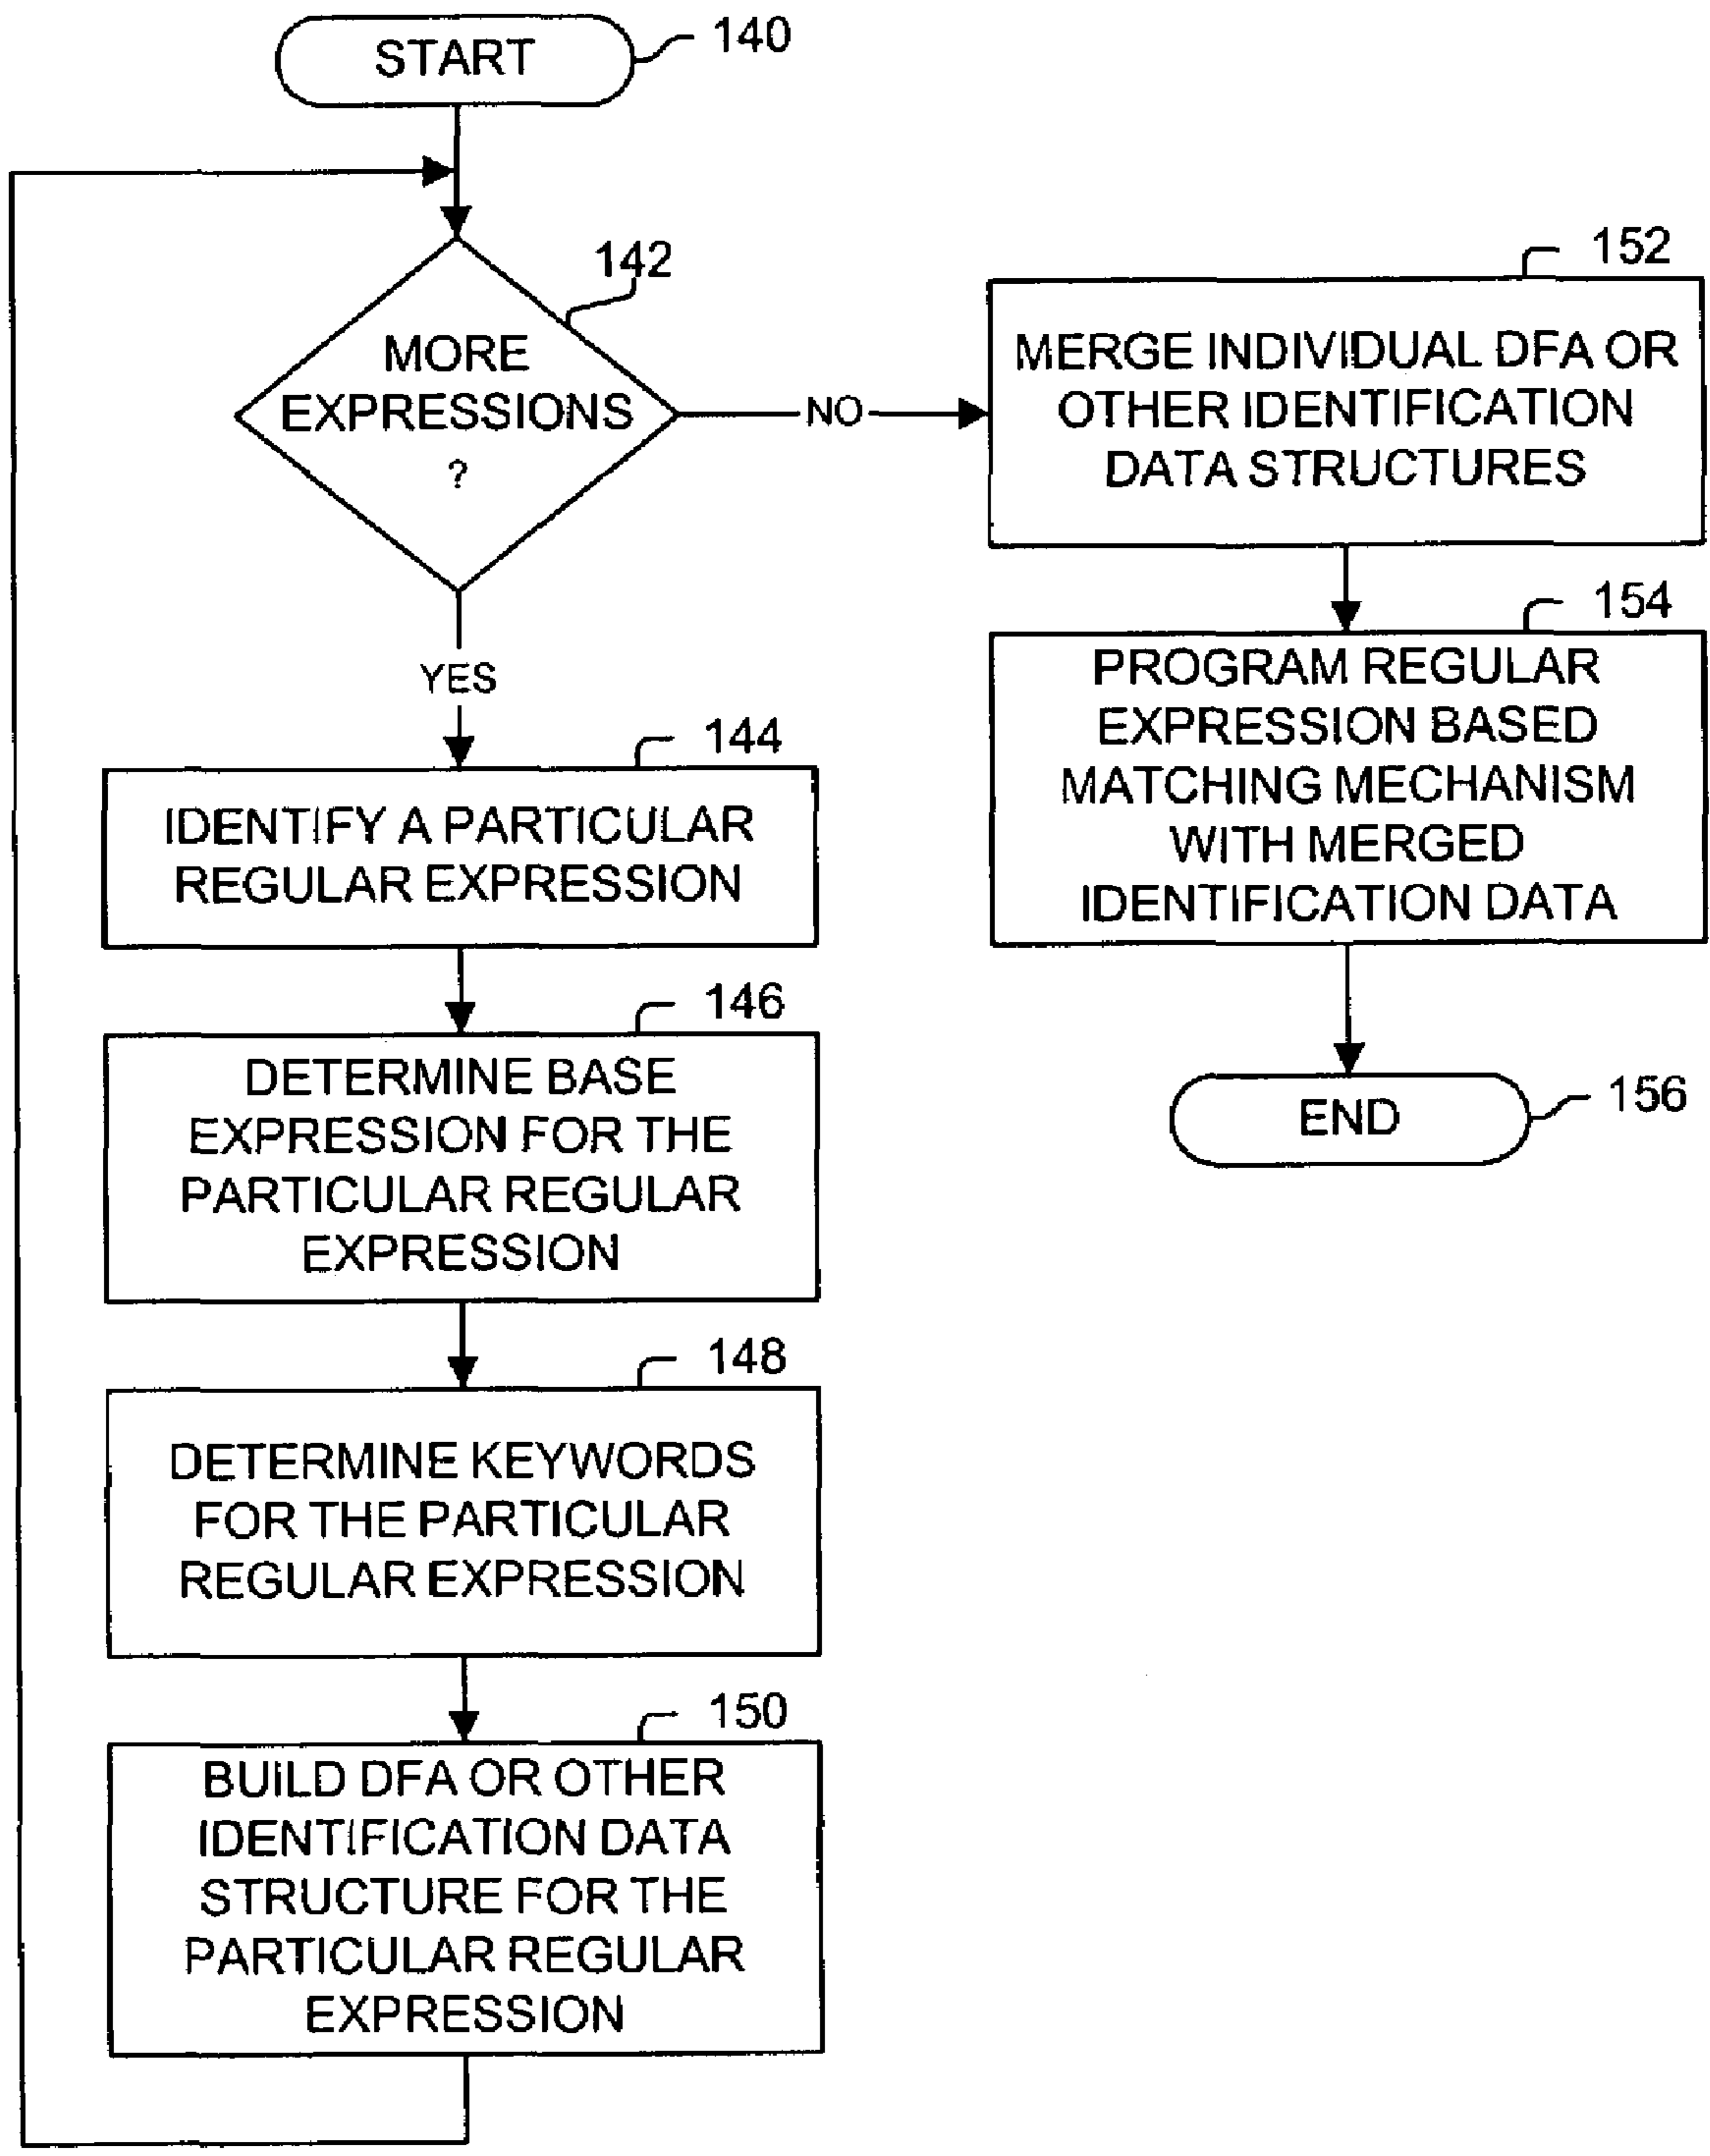 START
140
142
MORE
EXPRESSIONS
?
NO
YES
144
IDENTIFY A PARTICULAR
REGULAR EXPRESSION
146
DETERMINE BASE
EXPRESSION FOR THE
PARTICULAR REGULAR
EXPRESSION
148
DETERMINE KEYWORDS
FOR THE PARTICULAR
REGULAR EXPRESSION
150
BUILD DFA OR OTHER
IDENTIFICATION DATA
STRUCTURE FOR THE
PARTICULAR REGULAR
EXPRESSION
152
MERGE INDIVIDUAL DFA OR
OTHER IDENTIFICATION
DATA STRUCTURES
154
PROGRAM REGULAR
EXPRESSION BASED
MATCHING MECHANISM
WITH MERGED
IDENTIFICATION DATA
END
156